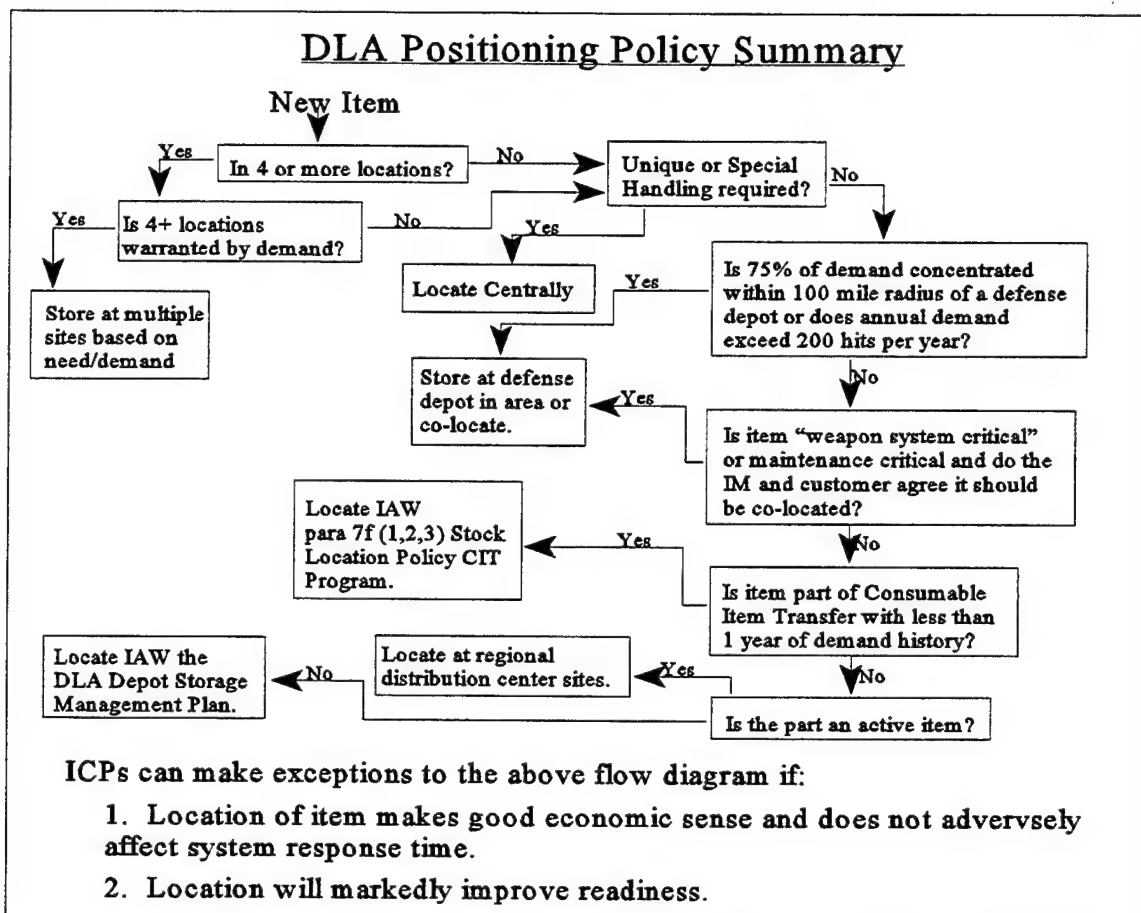 DLA Positioning Policy Summary
New Item
Yes
In 4 or more locations?
No
Unique or Special
Handling required?
No
Yes
Is 4+ locations
warranted by demand?
No
Yes
Locate Centrally
Yes
Is 75% of demand concentrated
within 100 mile radius of a defense
depot or does annual demand
exceed 200 hits per year?
Store at multiple
sites based on
need/demand
Store at defense
depot in area or
co-locate.
No
Yes
Is item “weapon system critical”
or maintenance critical and do the
IM and customer agree it should
be co-located?
Locate IAW
para 7f (1,2,3) Stock
Location Policy CIT
Program.
Yes
No
Is item part of Consumable
Item Transfer with less than
1 year of demand history?
Locate IAW the
DLA Depot Storage
Management Plan.
No
Locate at regional
distribution center sites.
Yes
No
Is the part an active item?
ICPs can make exceptions to the above flow diagram if:
1. Location of item makes good economic sense and does not advervsely
affect system response time.
2. Location will markedly improve readiness.